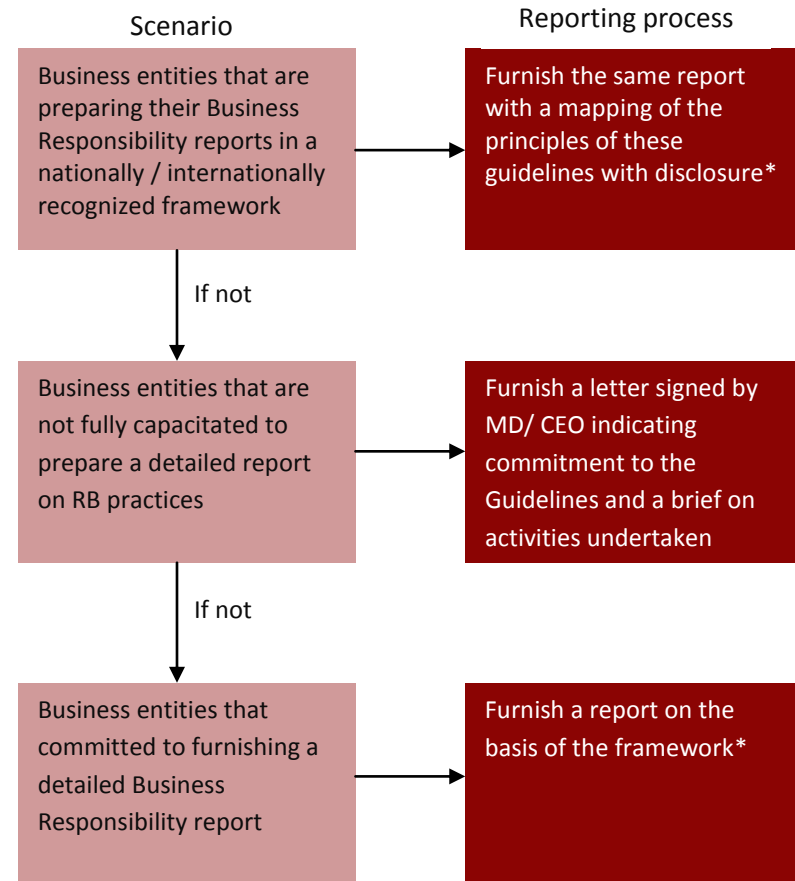 Scenario
Reporting process
Business entities that are
preparing their Business
Responsibility reports in a
nationally / internationally
recognized framework
Furnish the same report
with a mapping of the
principles of these
guidelines with disclosure*
If not
Business entities that are
not fully capacitated to
prepare a detailed report
on RB practices
Furnish a letter signed by
MD/ CEO indicating
commitment to the
Guidelines and a brief on
activities undertaken
If not
Business entities that
committed to furnishing a
detailed Business
Responsibility report
Furnish a report on the
basis of the framework*